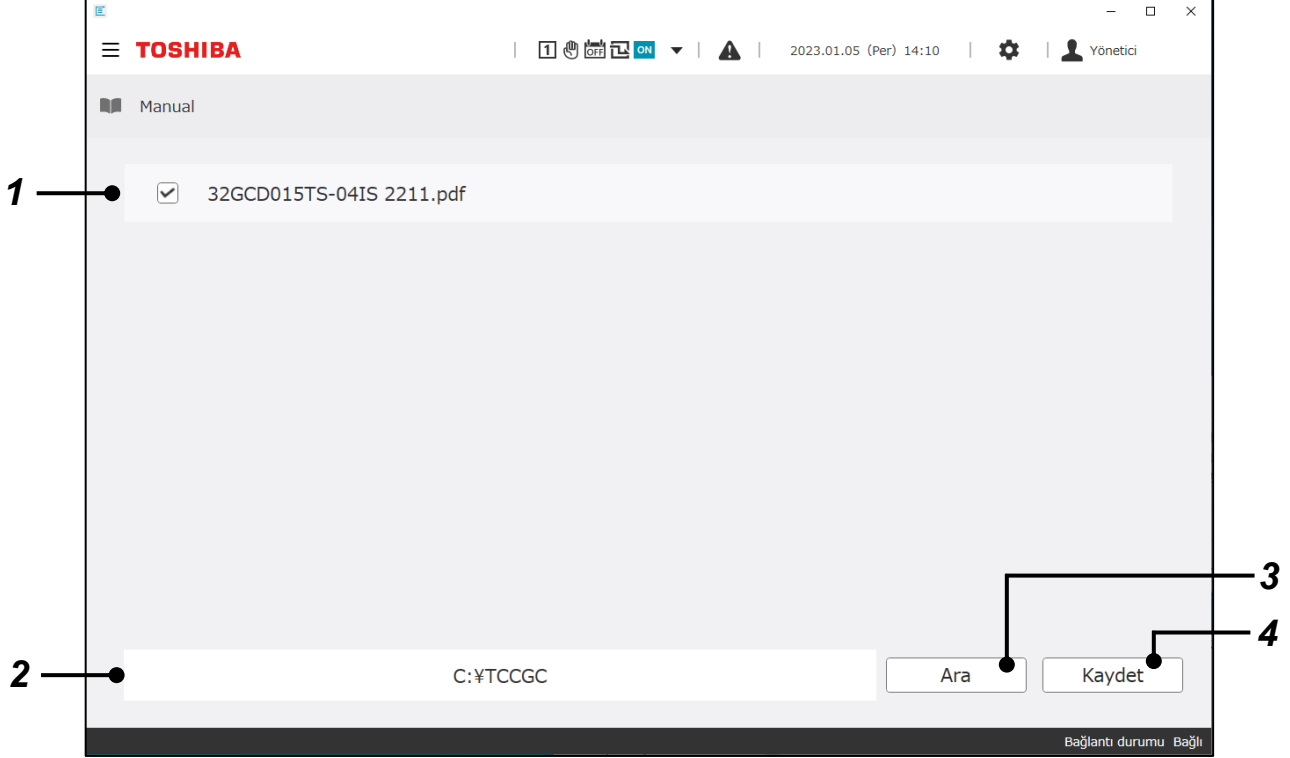 TOSHIBA
1
OFF
ON
2023.01.05 (Per) 14:10
Yönetici
Manual
1
32GCD015TS-04IS 2211.pdf
3
4
2
C:¥TCCGC
Ara
Kaydet
Bağlantı durumu Bağlı